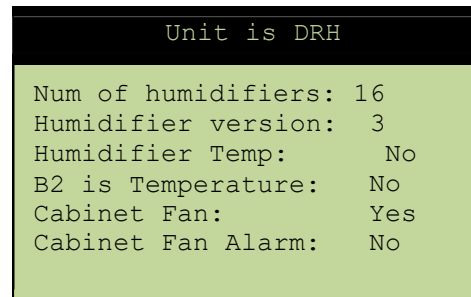 Unit is DRH
Num of humidifiers: 16
Humidifier version: 3
Humidifier Temp: No
B2 is Temperature: No
Cabinet Fan: Yes
Cabinet Fan Alarm: No